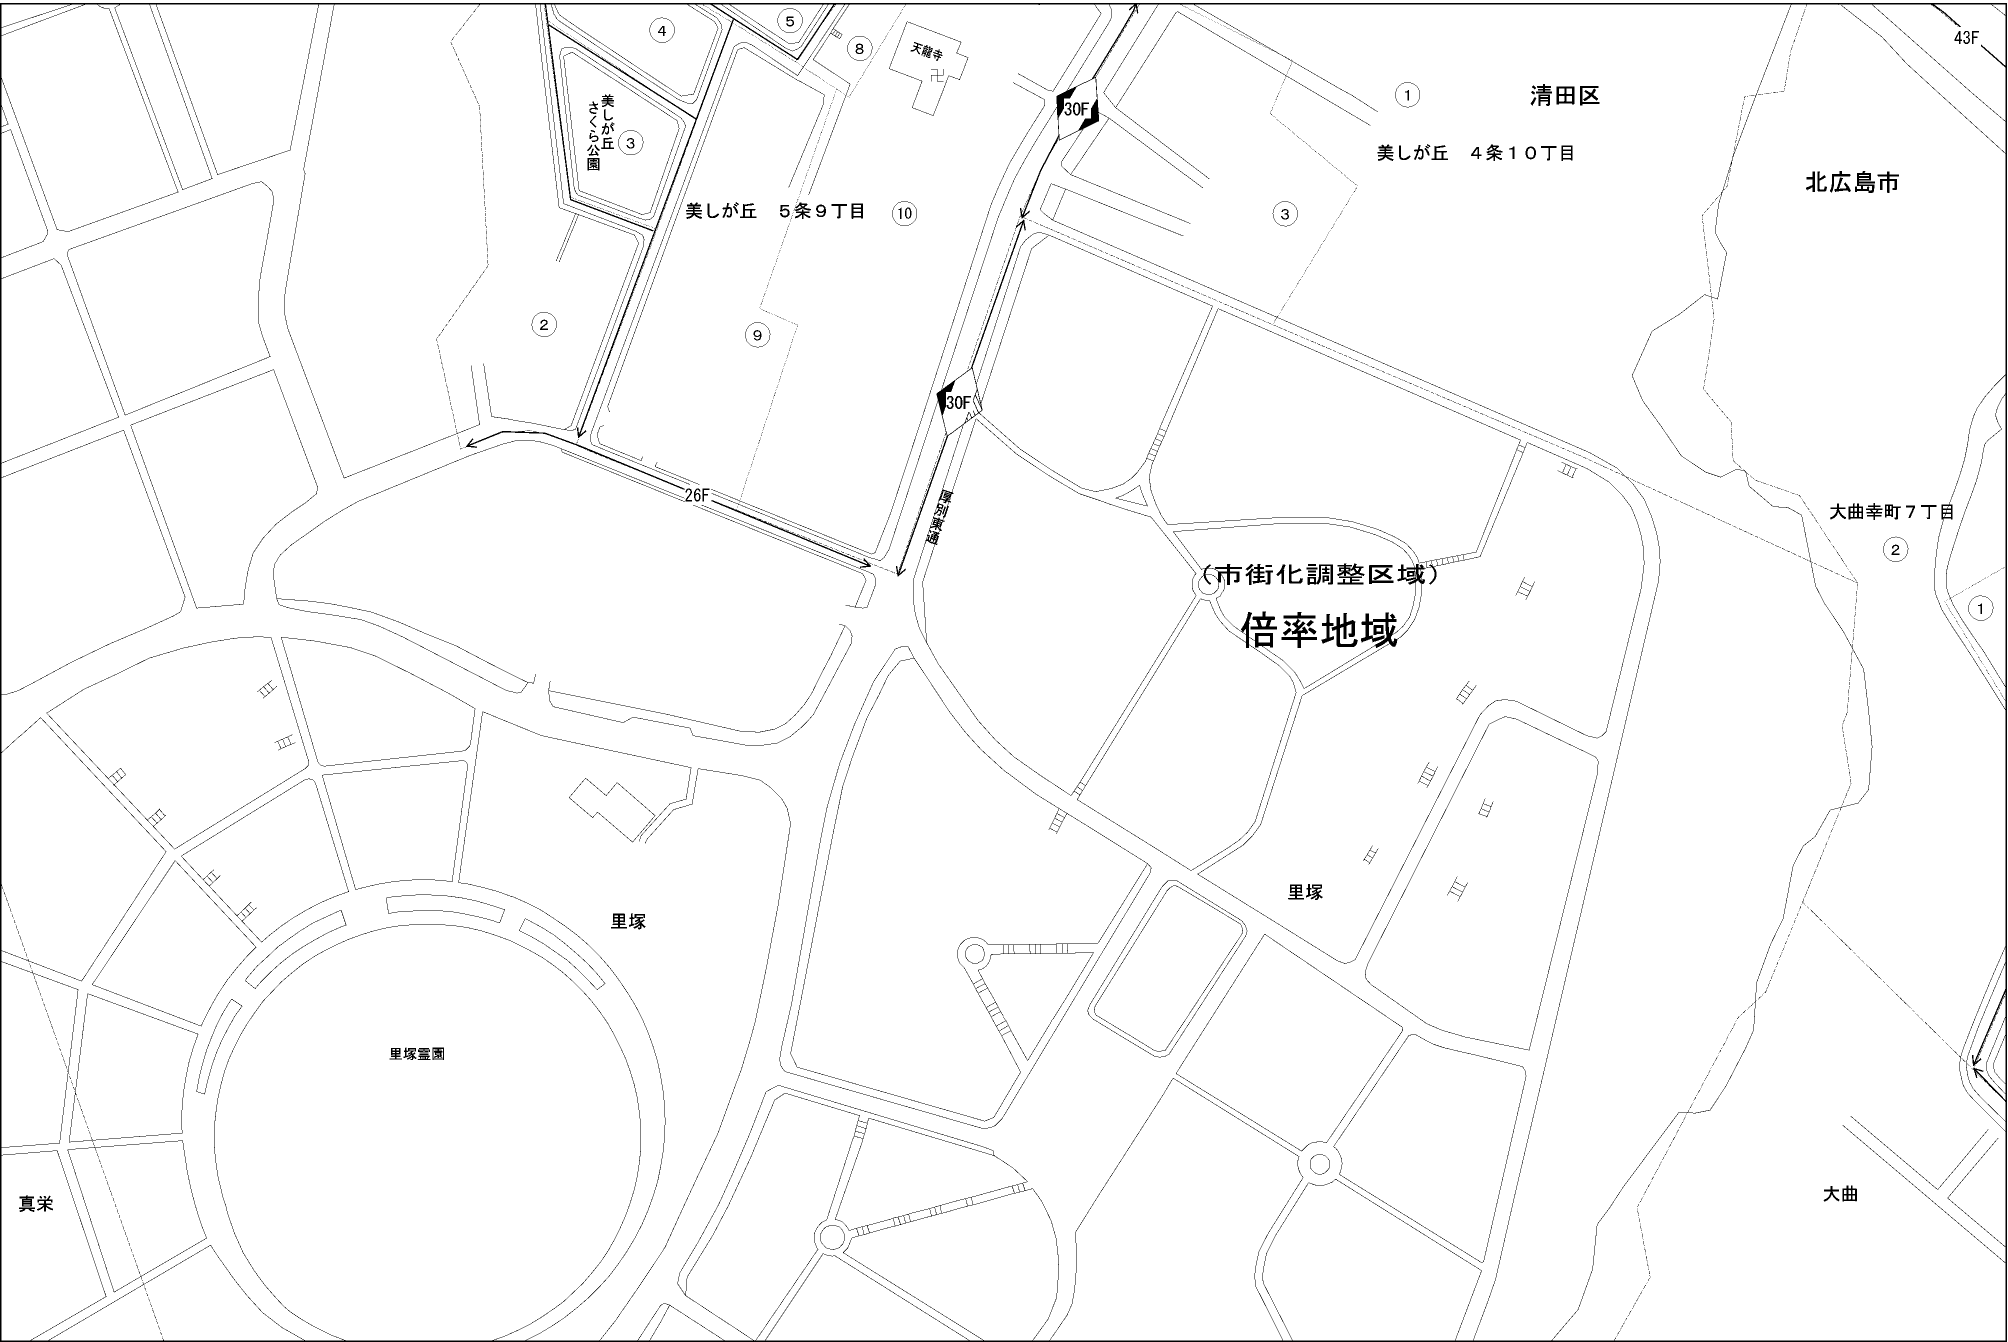 ④
⑤
⑧
天龍寺
43F
30F
①
清田区
美しが丘
さくら公園
③
美しが丘　４条１０丁目
北広島市
美しが丘　５条９丁目
⑩
③
②
⑨
30F
26F
厚別東通
大曲幸町７丁目
②
(市街化調整区域)
倍率地域
①
里塚
里塚
里塚霊園
真栄
大曲